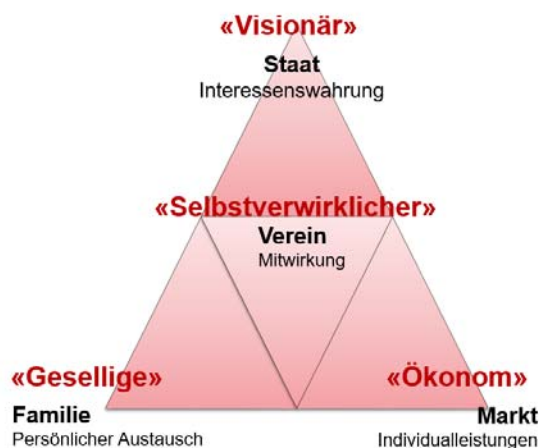 «Visionär»
Staat
Interessenswahrung
«Selbstverwirklicher»
Verein
Mitwirkung
«Gesellige»
Familie
Persönlicher Austausch
«Ökonom»
Markt
Individualleistungen